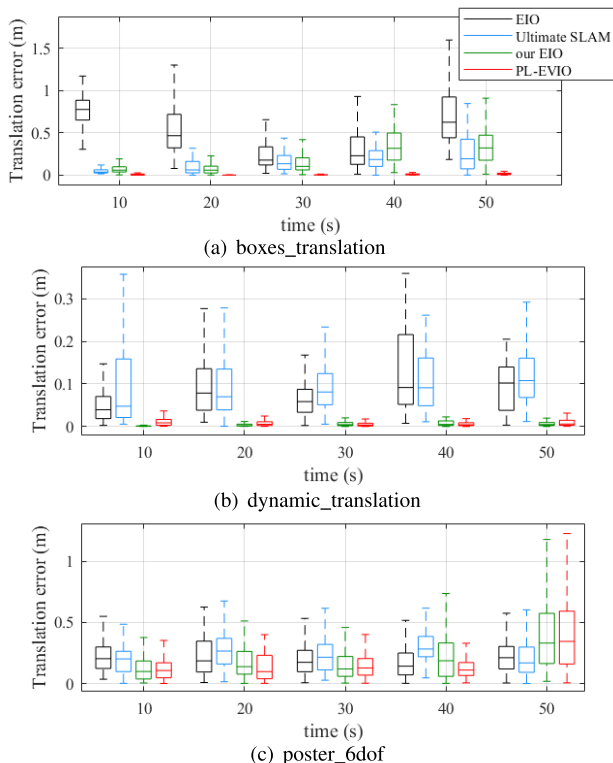 EIO
Ultimate SLAM
our EIO
PL-EVIO
Translation error (m)
1.5
1
0.5
0
10 20 30 40 50
time (s)
(a) boxes_translation
Translation error (m)
0.3
0.2
0.1
0
10 20 30 40 50
time (s)
(b) dynamic_translation
Translation error (m)
1
0.5
0
10 20 30 40 50
time (s)
(c) poster_6dof